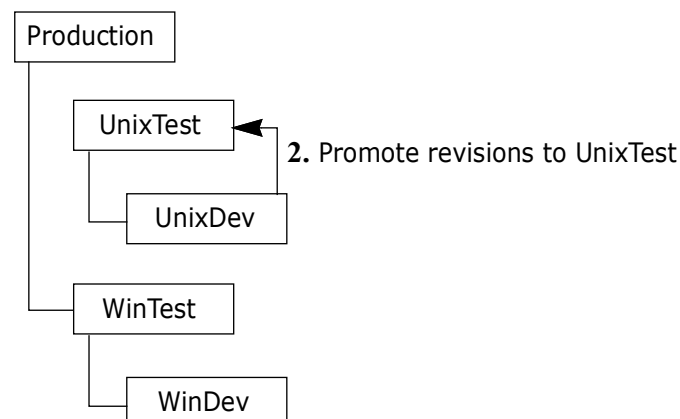 Production
UnixTest
2. Promote revisions to UnixTest
UnixDev
WinTest
WinDev